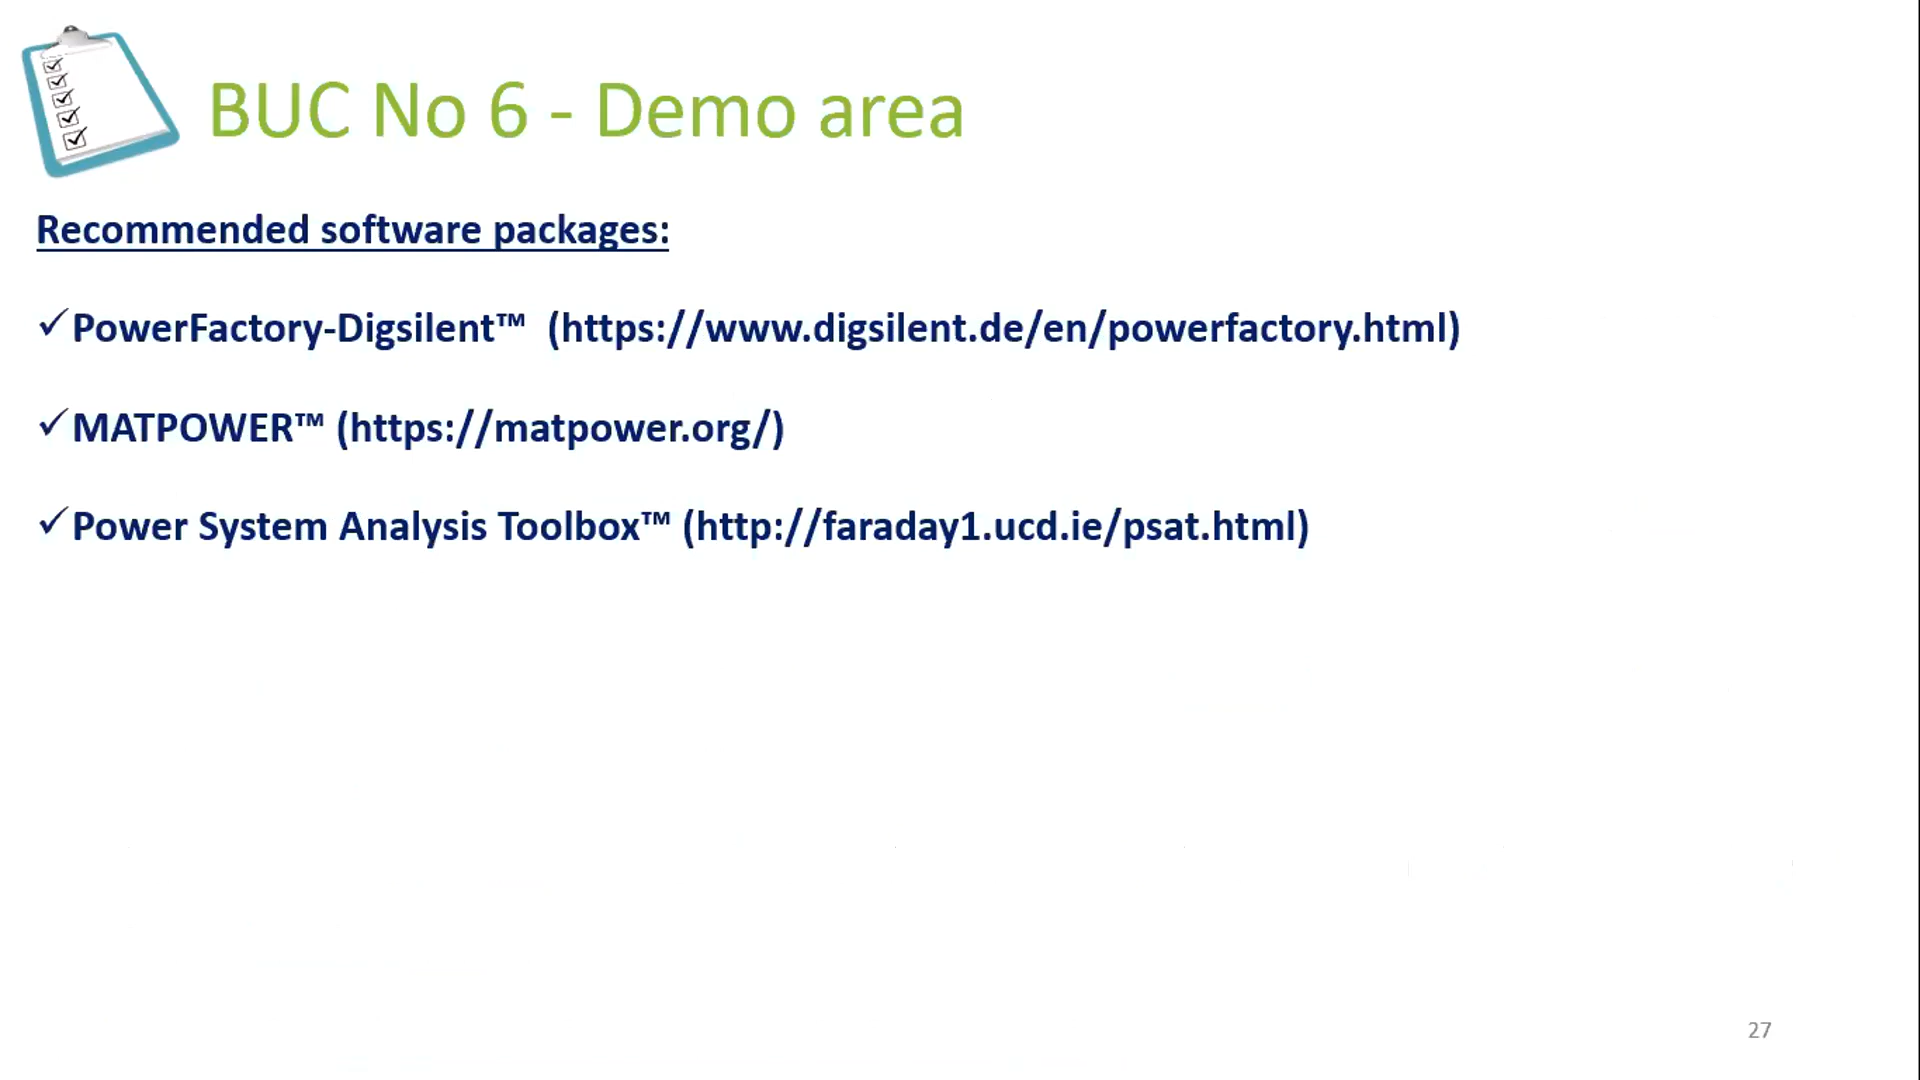 BUC No 6 - Demo area
Recommended software packages:
✓PowerFactory-Digsilent™ (https://www.digsilent.de/en/powerfactory.html)
✓MATPOWER™ (https://matpower.org/)
✓Power System Analysis Toolbox™ (http://faraday1.ucd.ie/psat.html)
27